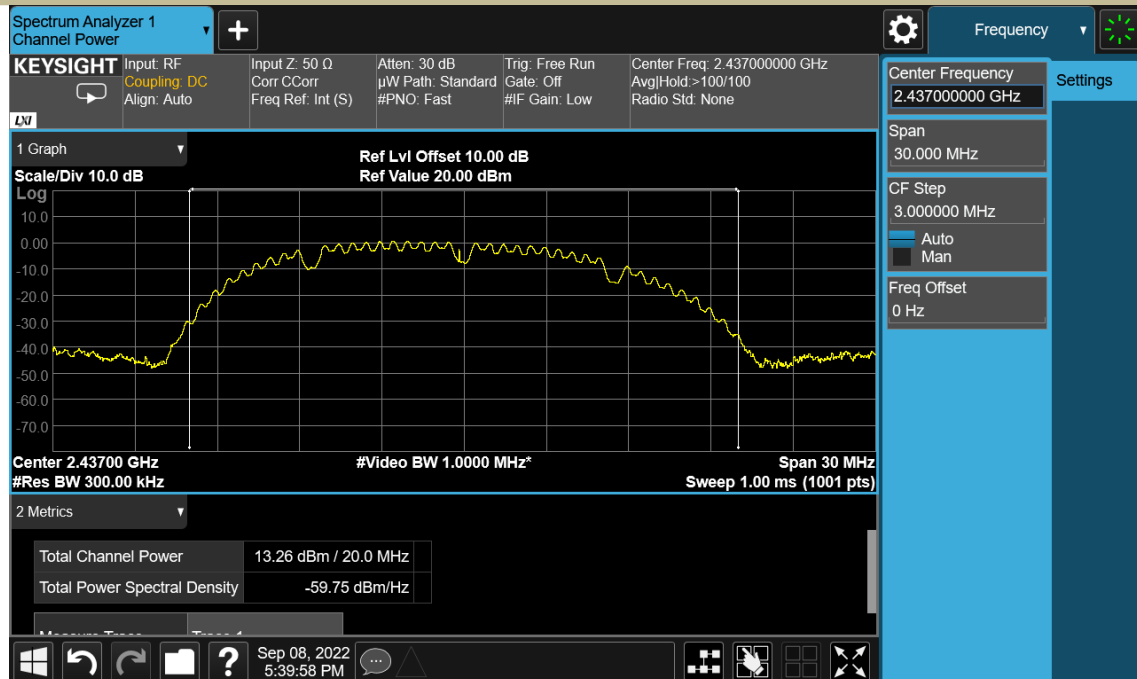 Spectrum Analyzer 1
Channel Power
Frequency
KEYSIGHT
LXI
Input: RF
Coupling: DC
Align: Auto
Input Z: 50 Ω
Corr CCorr
Freq Ref: Int (S)
Atten: 30 dB
µW Path: Standard
#PNO: Fast
Trig: Free Run
Gate: Off
#IF Gain: Low
Center Freq: 2.437000000 GHz
Avg|Hold:>100/100
Radio Std: None
Center Frequency
2.437000000 GHz
Settings
Span
30.000 MHz
CF Step
3.000000 MHz
Auto
Man
Freq Offset
0 Hz
1 Graph
Scale/Div 10.0 dB
Ref Lvl Offset 10.00 dB
Ref Value 20.00 dBm
Log
10.0
0.00
-10.0
-20.0
-30.0
-40.0
-50.0
-60.0
-70.0
Center 2.43700 GHz
#Video BW 1.0000 MHz*
Span 30 MHz
#Res BW 300.00 kHz
Sweep 1.00 ms (1001 pts)
2 Metrics
Total Channel Power 13.26 dBm / 20.0 MHz
Total Power Spectral Density -59.75 dBm/Hz
?
Sep 08, 2022
5:39:58 PM